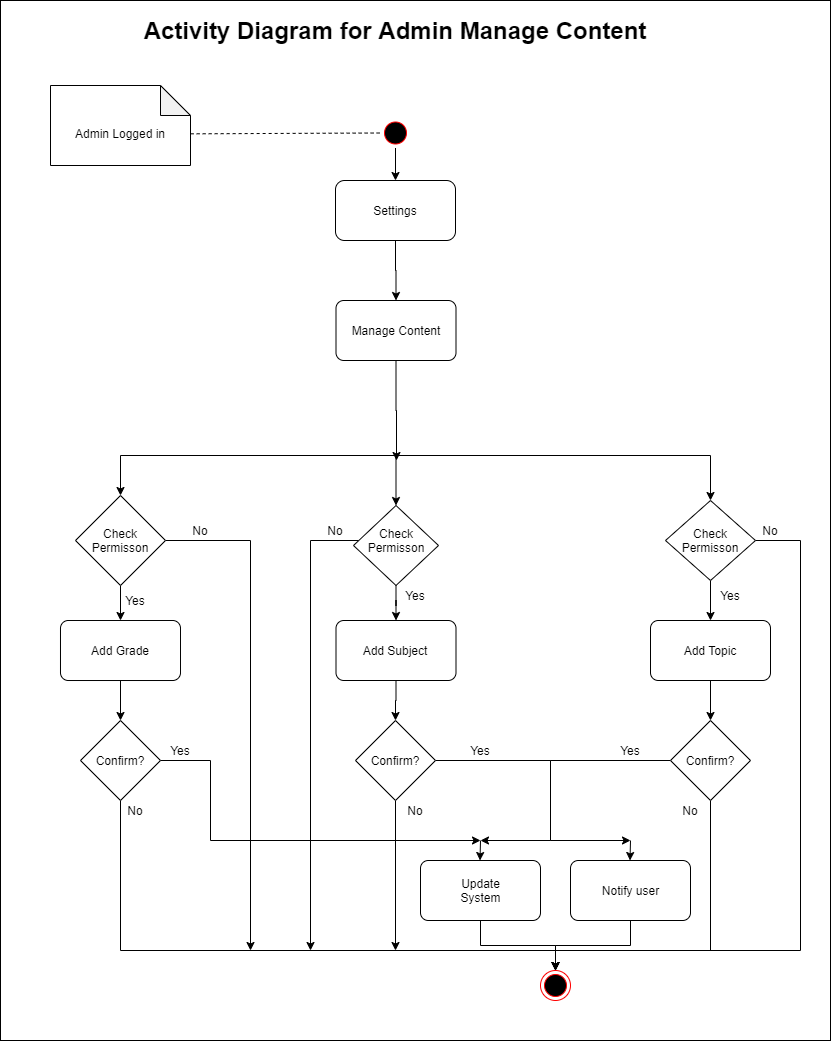 Activity Diagram for Admin Manage Content
Admin Logged in
Settings
Manage Content
Check
Permisson
No
Yes
Check
Permisson
No
Yes
Check
Permisson
No
Yes
Add Grade
Add Subject
Add Topic
Confirm?
Yes
No
Confirm?
Yes
No
Confirm?
Yes
No
Update
System
Notify user